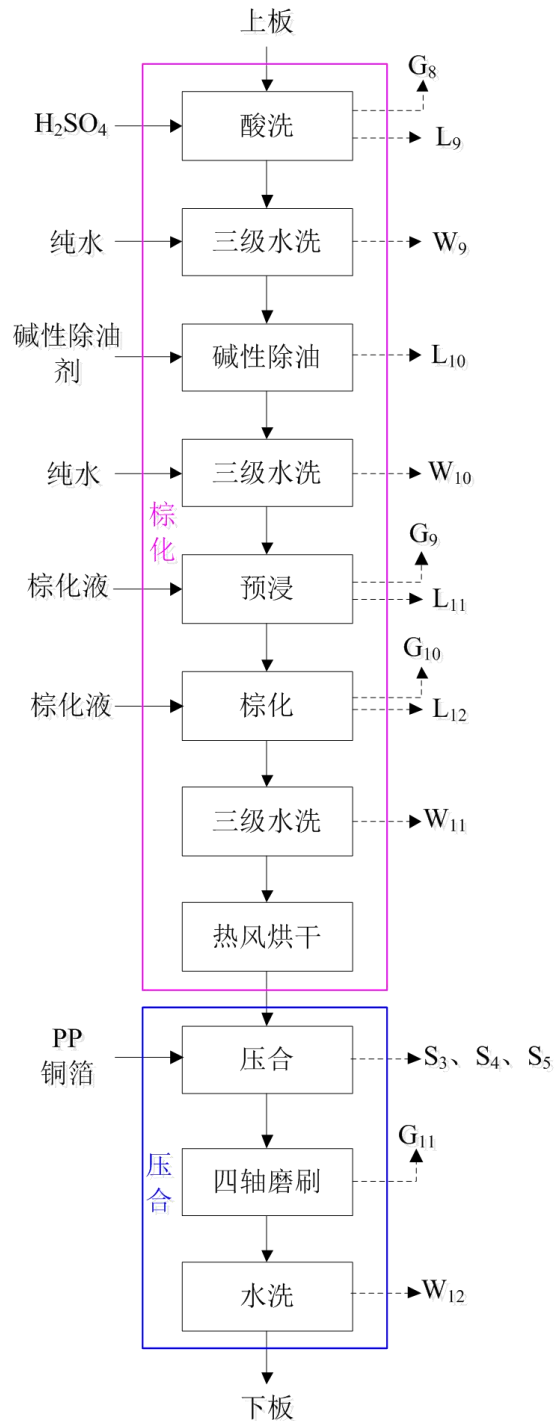 上板
G₈
H₂SO₄
酸洗
L₉
纯水
三级水洗
W₉
碱性除油
剂
碱性除油
L₁₀
纯水
三级水洗
W₁₀
棕
化
G₉
棕化液
预浸
L₁₁
G₁₀
棕化液
棕化
L₁₂
三级水洗
W₁₁
热风烘干
PP
铜箔
压合
S₃、S₄、S₅
G₁₁
压
合
四轴磨刷
水洗
W₁₂
下板